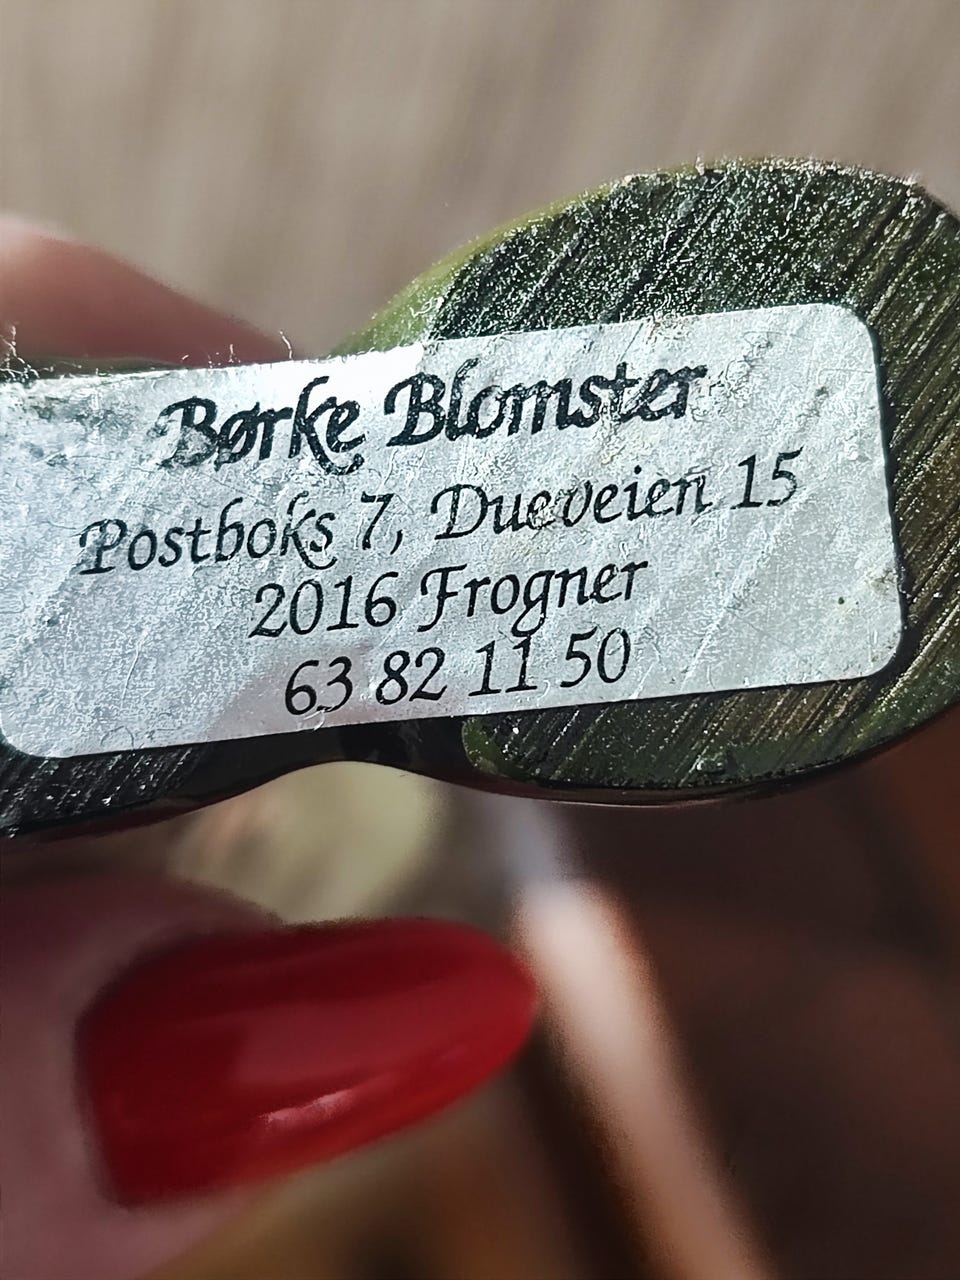 Børke Blomster
Postboks 7, Dueveien 15
2016 Frogner
63 82 11 50